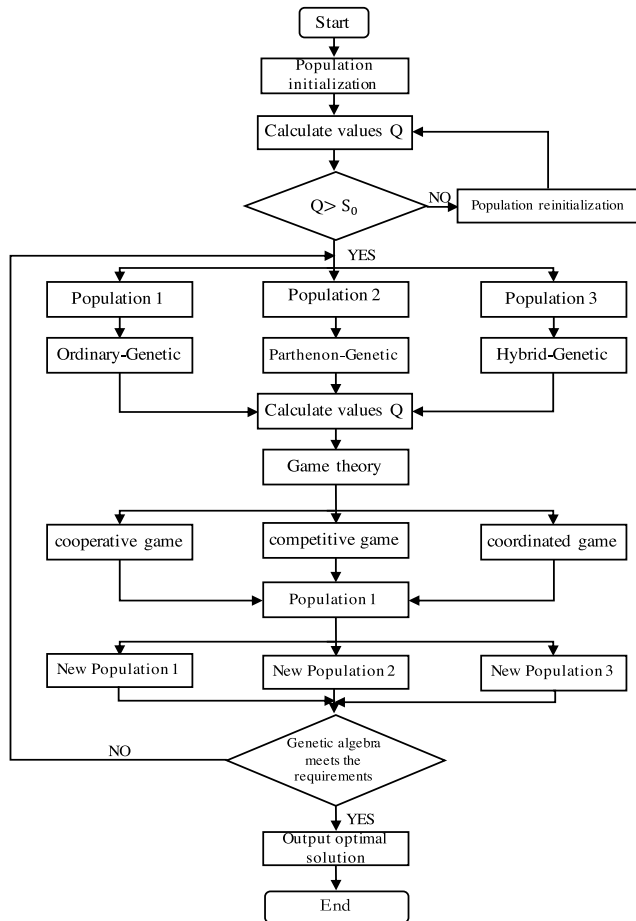 Start
Population
initialization
Calculate values Q
Q> S₀
NO
Population reinitialization
YES
Population 1
Population 2
Population 3
Ordinary-Genetic
Parthenon-Genetic
Hybrid-Genetic
Calculate values Q
Game theory
cooperative game
competitive game
coordinated game
Population 1
New Population 1
New Population 2
New Population 3
NO
Genetic algebra
meets the
requirements
YES
Output optimal
solution
End